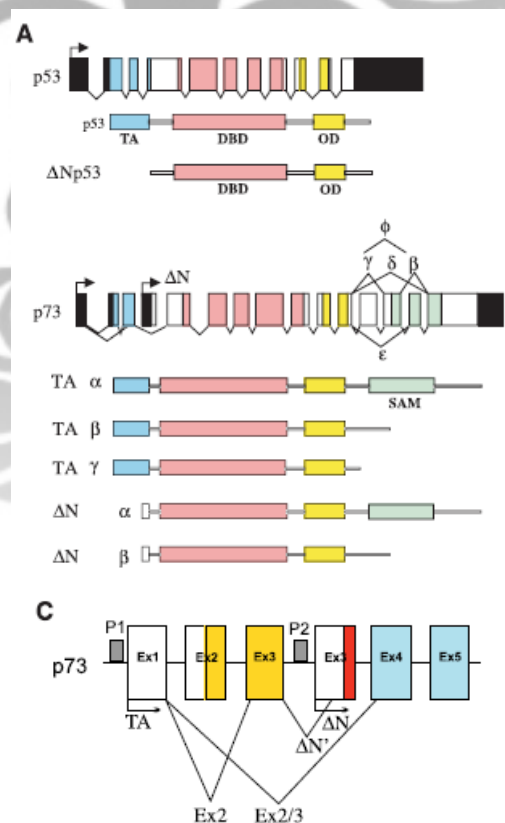 A
p53
p53
TA DBD OD
ΔNp53
DBD OD
ϕ
γ δ β
ΔN
p73
ε
TA α
SAM
TA β
TA γ
ΔN α
ΔN β
C
P1 P2
p73 Ex1 Ex2 Ex3 Ex3 Ex4 Ex5
TA ΔN
ΔN'
Ex2 Ex2/3